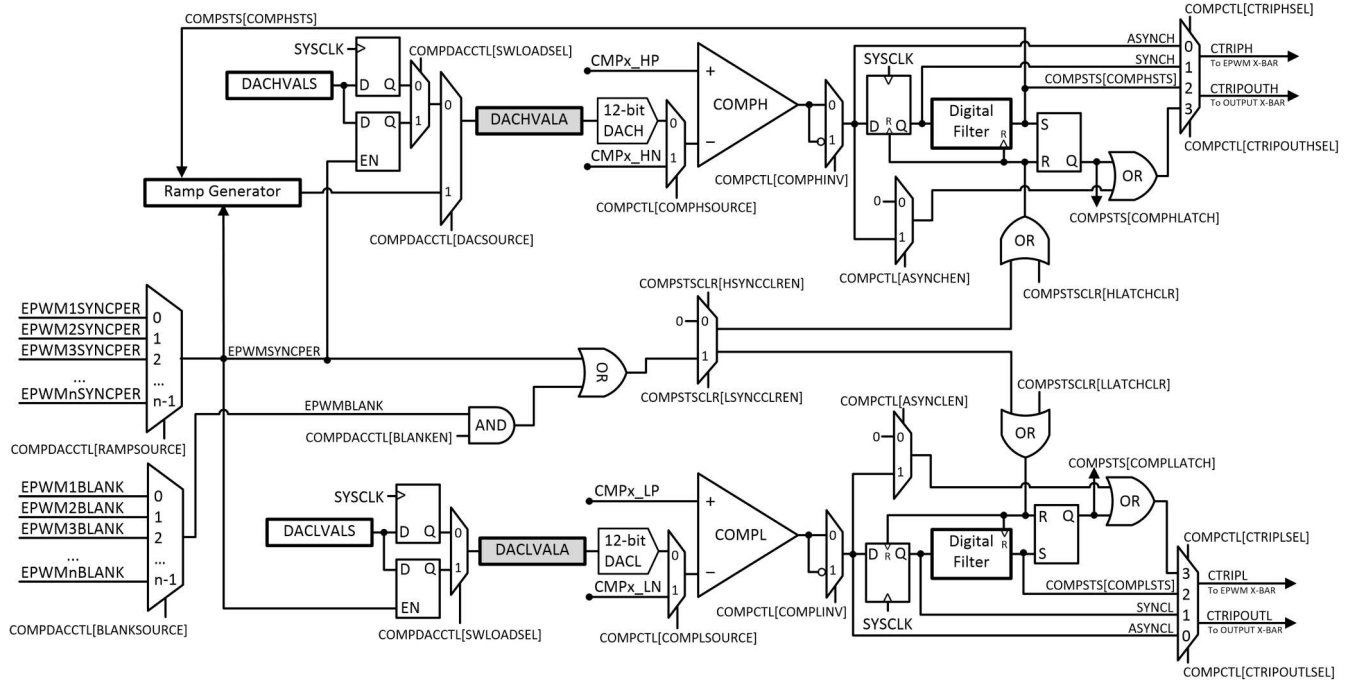 COMPSTS[COMPHSTS]
COMPCTL[CTRIPHSEL]
SYSCLK
COMPDACCTL[SWLOADSEL]
DACHVALS
D Q
0
1
D Q
EN
0
1
DACHVALA
CMPx_HP
12-bit
DACH
CMPx_HN
0
1
+
COMPH
−
0
1
SYSCLK
D R Q
Digital
Filter
R
S
R Q
OR
ASYNCH
SYNCH
COMPSTS[COMPHSTS]
0
1
2
3
CTRIPH
To EPWM X-BAR
CTRIPOUTH
To OUTPUT X-BAR
COMPCTL[CTRIPOUTHSEL]
Ramp Generator
COMPCTL[COMPHINV]
COMPCTL[COMPHSOURCE]
COMPDACCTL[DACSOURCE]
0
0
1
COMPCTL[ASYNCHEN]
COMPSTS[COMPHLATCH]
OR
COMPSTSCLR[HLATCHCLR]
COMPSTSCLR[HSYNCCLREN]
0
0
1
COMPSTSCLR[LSYNCCLREN]
EPWM1SYNCPER
EPWM2SYNCPER
EPWM3SYNCPER
...
EPWMnSYNCPER
0
1
2
...
n-1
COMPDACCTL[RAMPSOURCE]
EPWMSYNCPER
OR
EPWMBLANK
COMPDACCTL[BLANKEN]
AND
COMPSTSCLR[LLATCHCLR]
OR
COMPCTL[ASYNCLEN]
0
0
1
COMPSTS[COMPLLATCH]
EPWM1BLANK
EPWM2BLANK
EPWM3BLANK
...
EPWMnBLANK
0
1
2
...
n-1
COMPDACCTL[BLANKSOURCE]
SYSCLK
DACLVALS
D Q
D Q
EN
0
1
COMPDACCTL[SWLOADSEL]
DACLVALA
CMPx_LP
12-bit
DACL
CMPx_LN
0
1
COMPCTL[COMPLSOURCE]
+
COMPL
−
0
1
COMPCTL[COMPLINV]
D R Q
SYSCLK
Digital
Filter
R
R Q
S
OR
COMPCTL[CTRIPLSEL]
COMPSTS[COMPLSTS]
SYNCL
ASYNCL
3
2
1
0
CTRIPL
To EPWM X-BAR
CTRIPOUTL
To OUTPUT X-BAR
COMPCTL[CTRIPOUTLSEL]